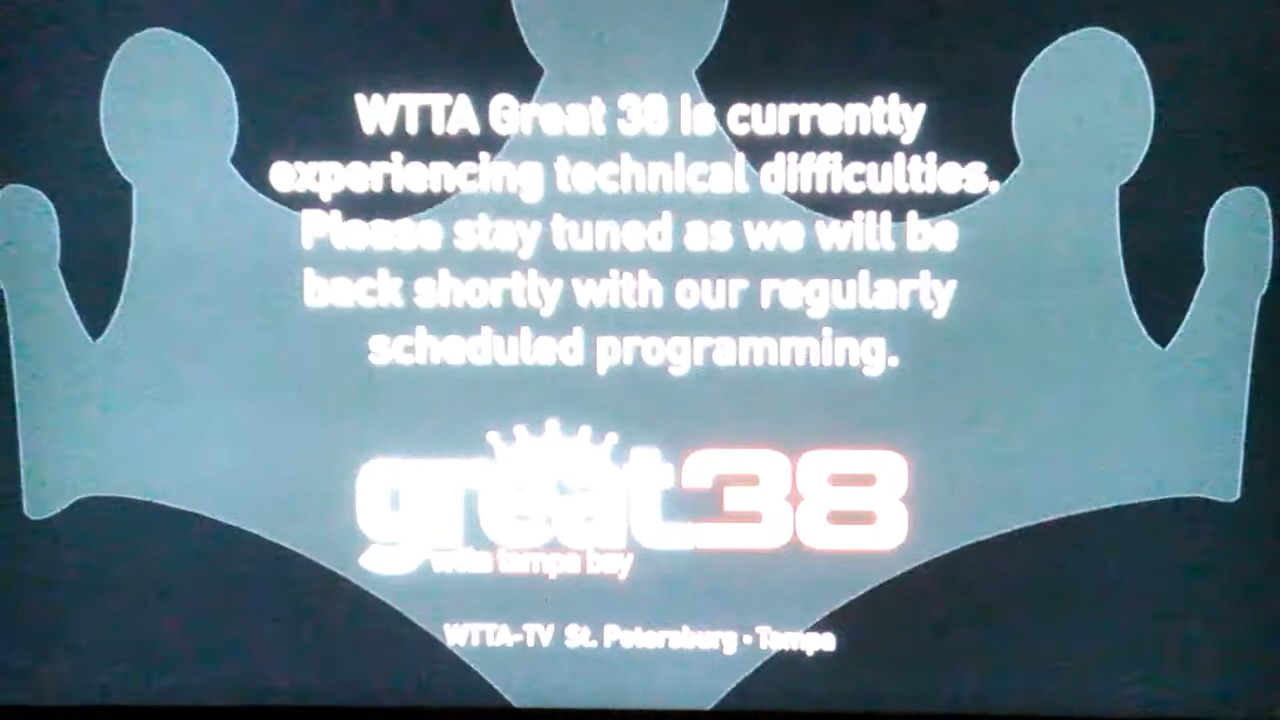 WTTA Great 38 is currently
experiencing technical difficulties.
Please stay tuned as we will be
back shortly with our regularly
scheduled programming.
great38
wtta tampa bay
WTTA-TV St. Petersburg • Tampa